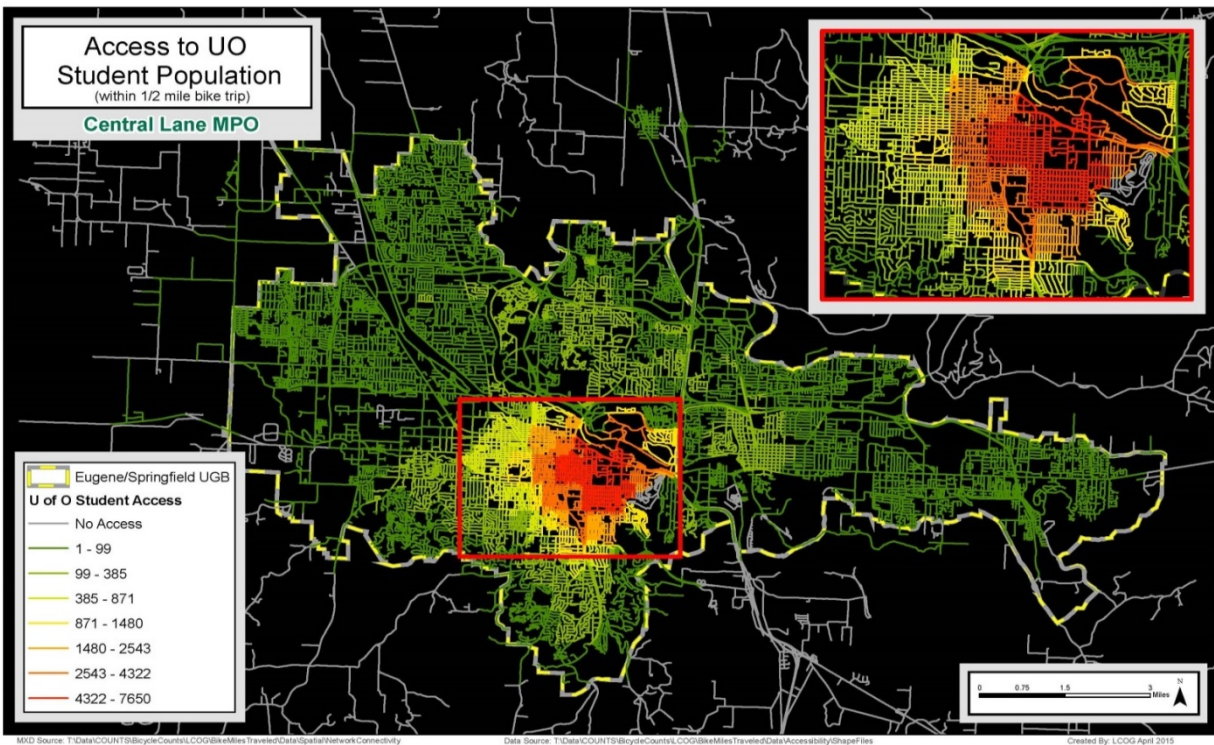 Access to UO
Student Population
(within 1/2 mile bike trip)
Central Lane MPO
Eugene/Springfield UGB
U of O Student Access
No Access
1 - 99
99 - 385
385 - 871
871 - 1480
1480 - 2543
2543 - 4322
4322 - 7650
N
0 0.75 1.5 3
Miles
MXD Source: T:\Data\COUNTS\BicycleCounts\LCOG\BikeMilesTraveled\Data\Spatial\NetworkConnectivity
Data Source: T:\Data\COUNTS\BicycleCounts\LCOG\BikeMilesTraveled\Data\Accessibility\ShapeFiles
Created By: LCOG April 2015